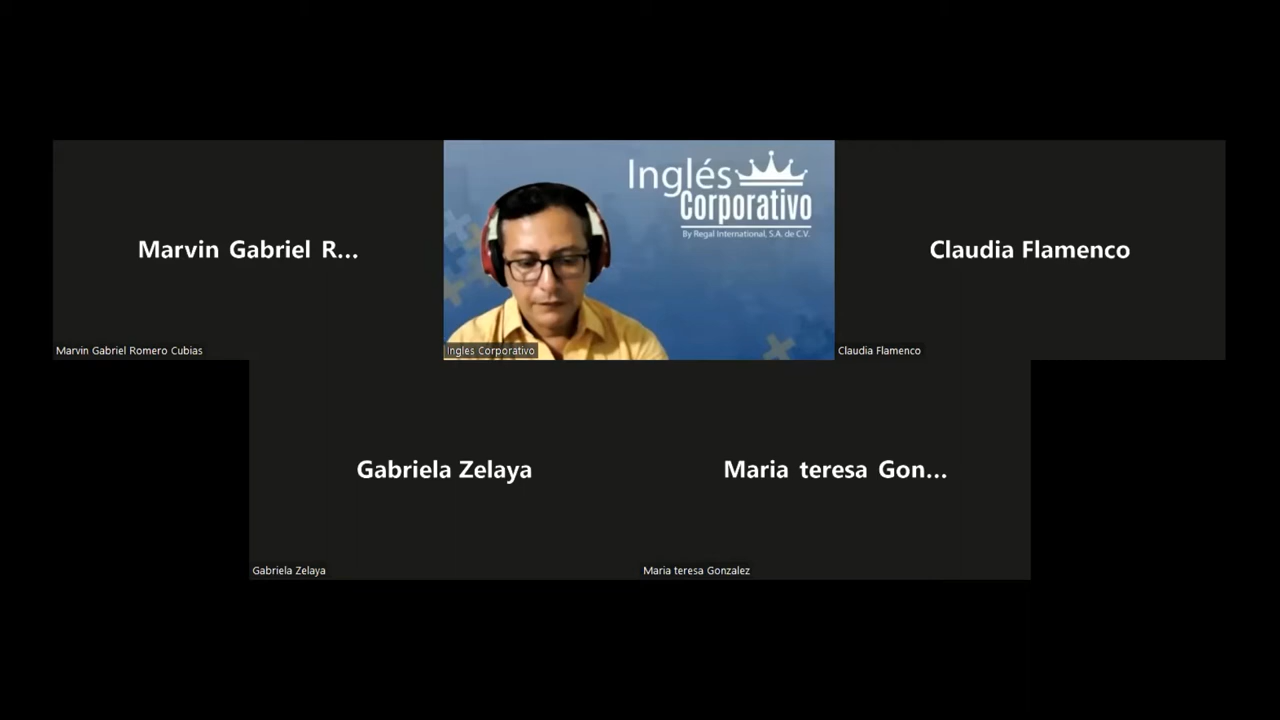 Marvin Gabriel R...
Marvin Gabriel Romero Cubias
Inglés
Corporativo
By Regal International, S.A. de C.V.
Ingles Corporativo
Claudia Flamenco
Claudia Flamenco
Gabriela Zelaya
Gabriela Zelaya
Maria teresa Gon...
Maria teresa Gonzalez